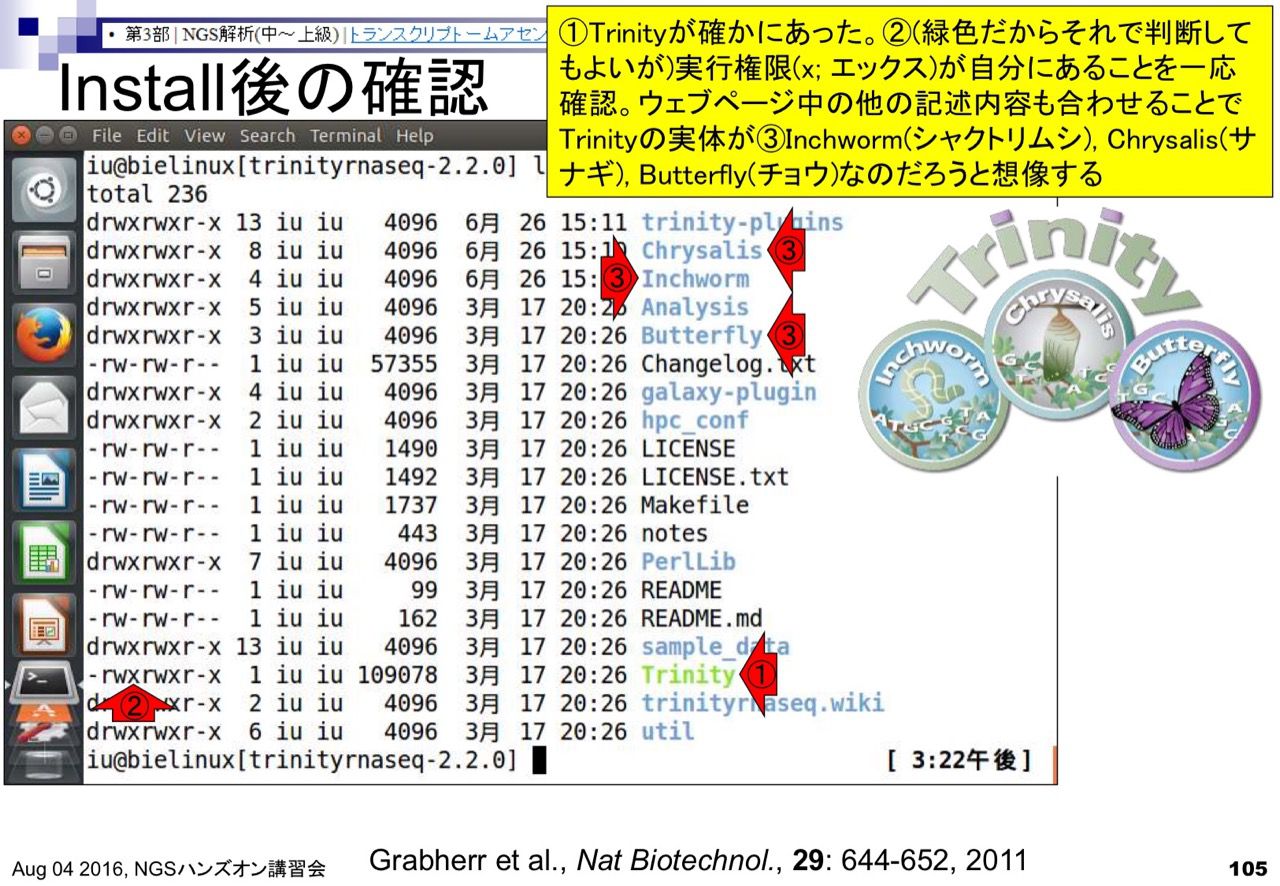 • 第3部 | NGS解析(中～上級) | トランスクリプトームアセン
Install後の確認
①Trinityが確かにあった。②(緑色だからそれで判断して
もよいが)実行権限(x; エックス)が自分にあることを一応
確認。ウェブページ中の他の記述内容も合わせることで
Trinityの実体が③Inchworm(シャクトリムシ), Chrysalis(サ
ナギ), Butterfly(チョウ)なのだろうと想像する
File Edit View Search Terminal Help
iu@bielinux[trinityrnaseq-2.2.0] l
total 236
drwxrwxr-x 13 iu iu 4096 6月 26 15:11 trinity-plugins
drwxrwxr-x 8 iu iu 4096 6月 26 15:10 Chrysalis ③
drwxrwxr-x 4 iu iu 4096 6月 26 15: ③ Inchworm
drwxrwxr-x 5 iu iu 4096 3月 17 20:26 Analysis
drwxrwxr-x 3 iu iu 4096 3月 17 20:26 Butterfly ③
-rw-rw-r-- 1 iu iu 57355 3月 17 20:26 Changelog.txt
drwxrwxr-x 4 iu iu 4096 3月 17 20:26 galaxy-plugin
drwxrwxr-x 2 iu iu 4096 3月 17 20:26 hpc_conf
-rw-rw-r-- 1 iu iu 1490 3月 17 20:26 LICENSE
-rw-rw-r-- 1 iu iu 1492 3月 17 20:26 LICENSE.txt
-rw-rw-r-- 1 iu iu 1737 3月 17 20:26 Makefile
-rw-rw-r-- 1 iu iu 443 3月 17 20:26 notes
drwxrwxr-x 7 iu iu 4096 3月 17 20:26 PerlLib
-rw-rw-r-- 1 iu iu 99 3月 17 20:26 README
-rw-rw-r-- 1 iu iu 162 3月 17 20:26 README.md
drwxrwxr-x 13 iu iu 4096 3月 17 20:26 sample_data
-rwxrwxr-x 1 iu iu 109078 3月 17 20:26 Trinity ①
drwxrwxr-x 2 iu iu 4096 3月 17 20:26 trinityrnaseq.wiki
②
drwxrwxr-x 6 iu iu 4096 3月 17 20:26 util
iu@bielinux[trinityrnaseq-2.2.0]
[ 3:22午後]
Trinity
Inchworm
Chrysalis
Butterfly
Aug 04 2016, NGSハンズオン講習会
Grabherr et al., Nat Biotechnol., 29: 644-652, 2011
105